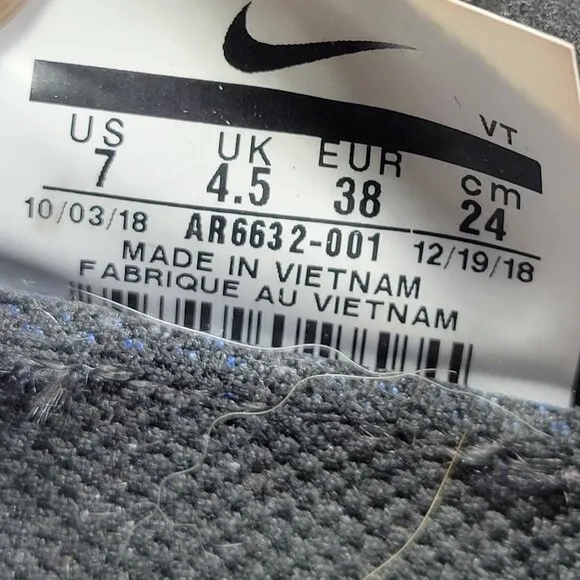 VT
US UK EUR cm
7 4.5 38 24
10/03/18 AR6632-001 12/19/18
MADE IN VIETNAM
FABRIQUE AU VIETNAM